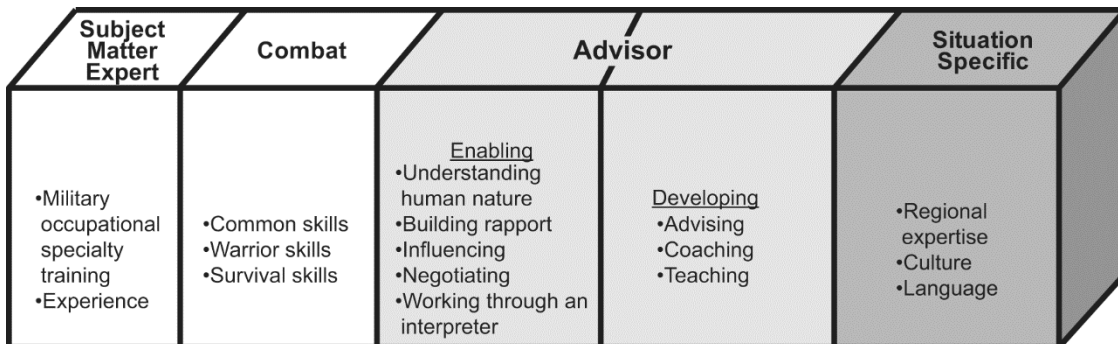 Subject
Matter
Expert
Combat
Advisor
Situation
Specific
•Military
occupational
specialty
training
•Experience
•Common skills
•Warrior skills
•Survival skills
Enabling
•Understanding
human nature
•Building rapport
•Influencing
•Negotiating
•Working through an
interpreter
Developing
•Advising
•Coaching
•Teaching
•Regional
expertise
•Culture
•Language